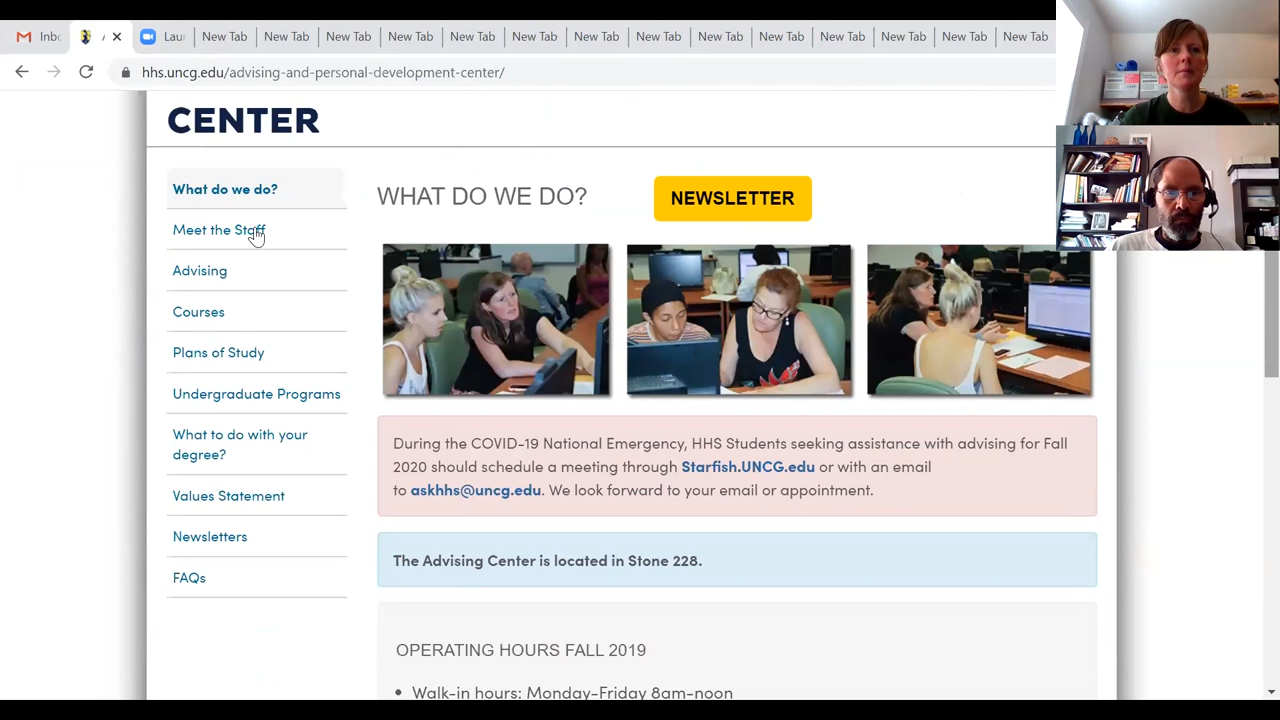 Inb
Lau
New Tab
New Tab
New Tab
New Tab
New Tab
New Tab
New Tab
New Tab
New Tab
New Tab
New Tab
New Tab
New Tab
New Tab
hhs.uncg.edu/advising-and-personal-development-center/
CENTER
What do we do?
Meet the Staff
Advising
Courses
Plans of Study
Undergraduate Programs
What to do with your
degree?
Values Statement
Newsletters
FAQs
WHAT DO WE DO?
NEWSLETTER
During the COVID-19 National Emergency, HHS Students seeking assistance with advising for Fall
2020 should schedule a meeting through Starfish.UNCG.edu or with an email
to askhhs@uncg.edu. We look forward to your email or appointment.
The Advising Center is located in Stone 228.
OPERATING HOURS FALL 2019
• Walk-in hours: Monday-Friday 8am-noon